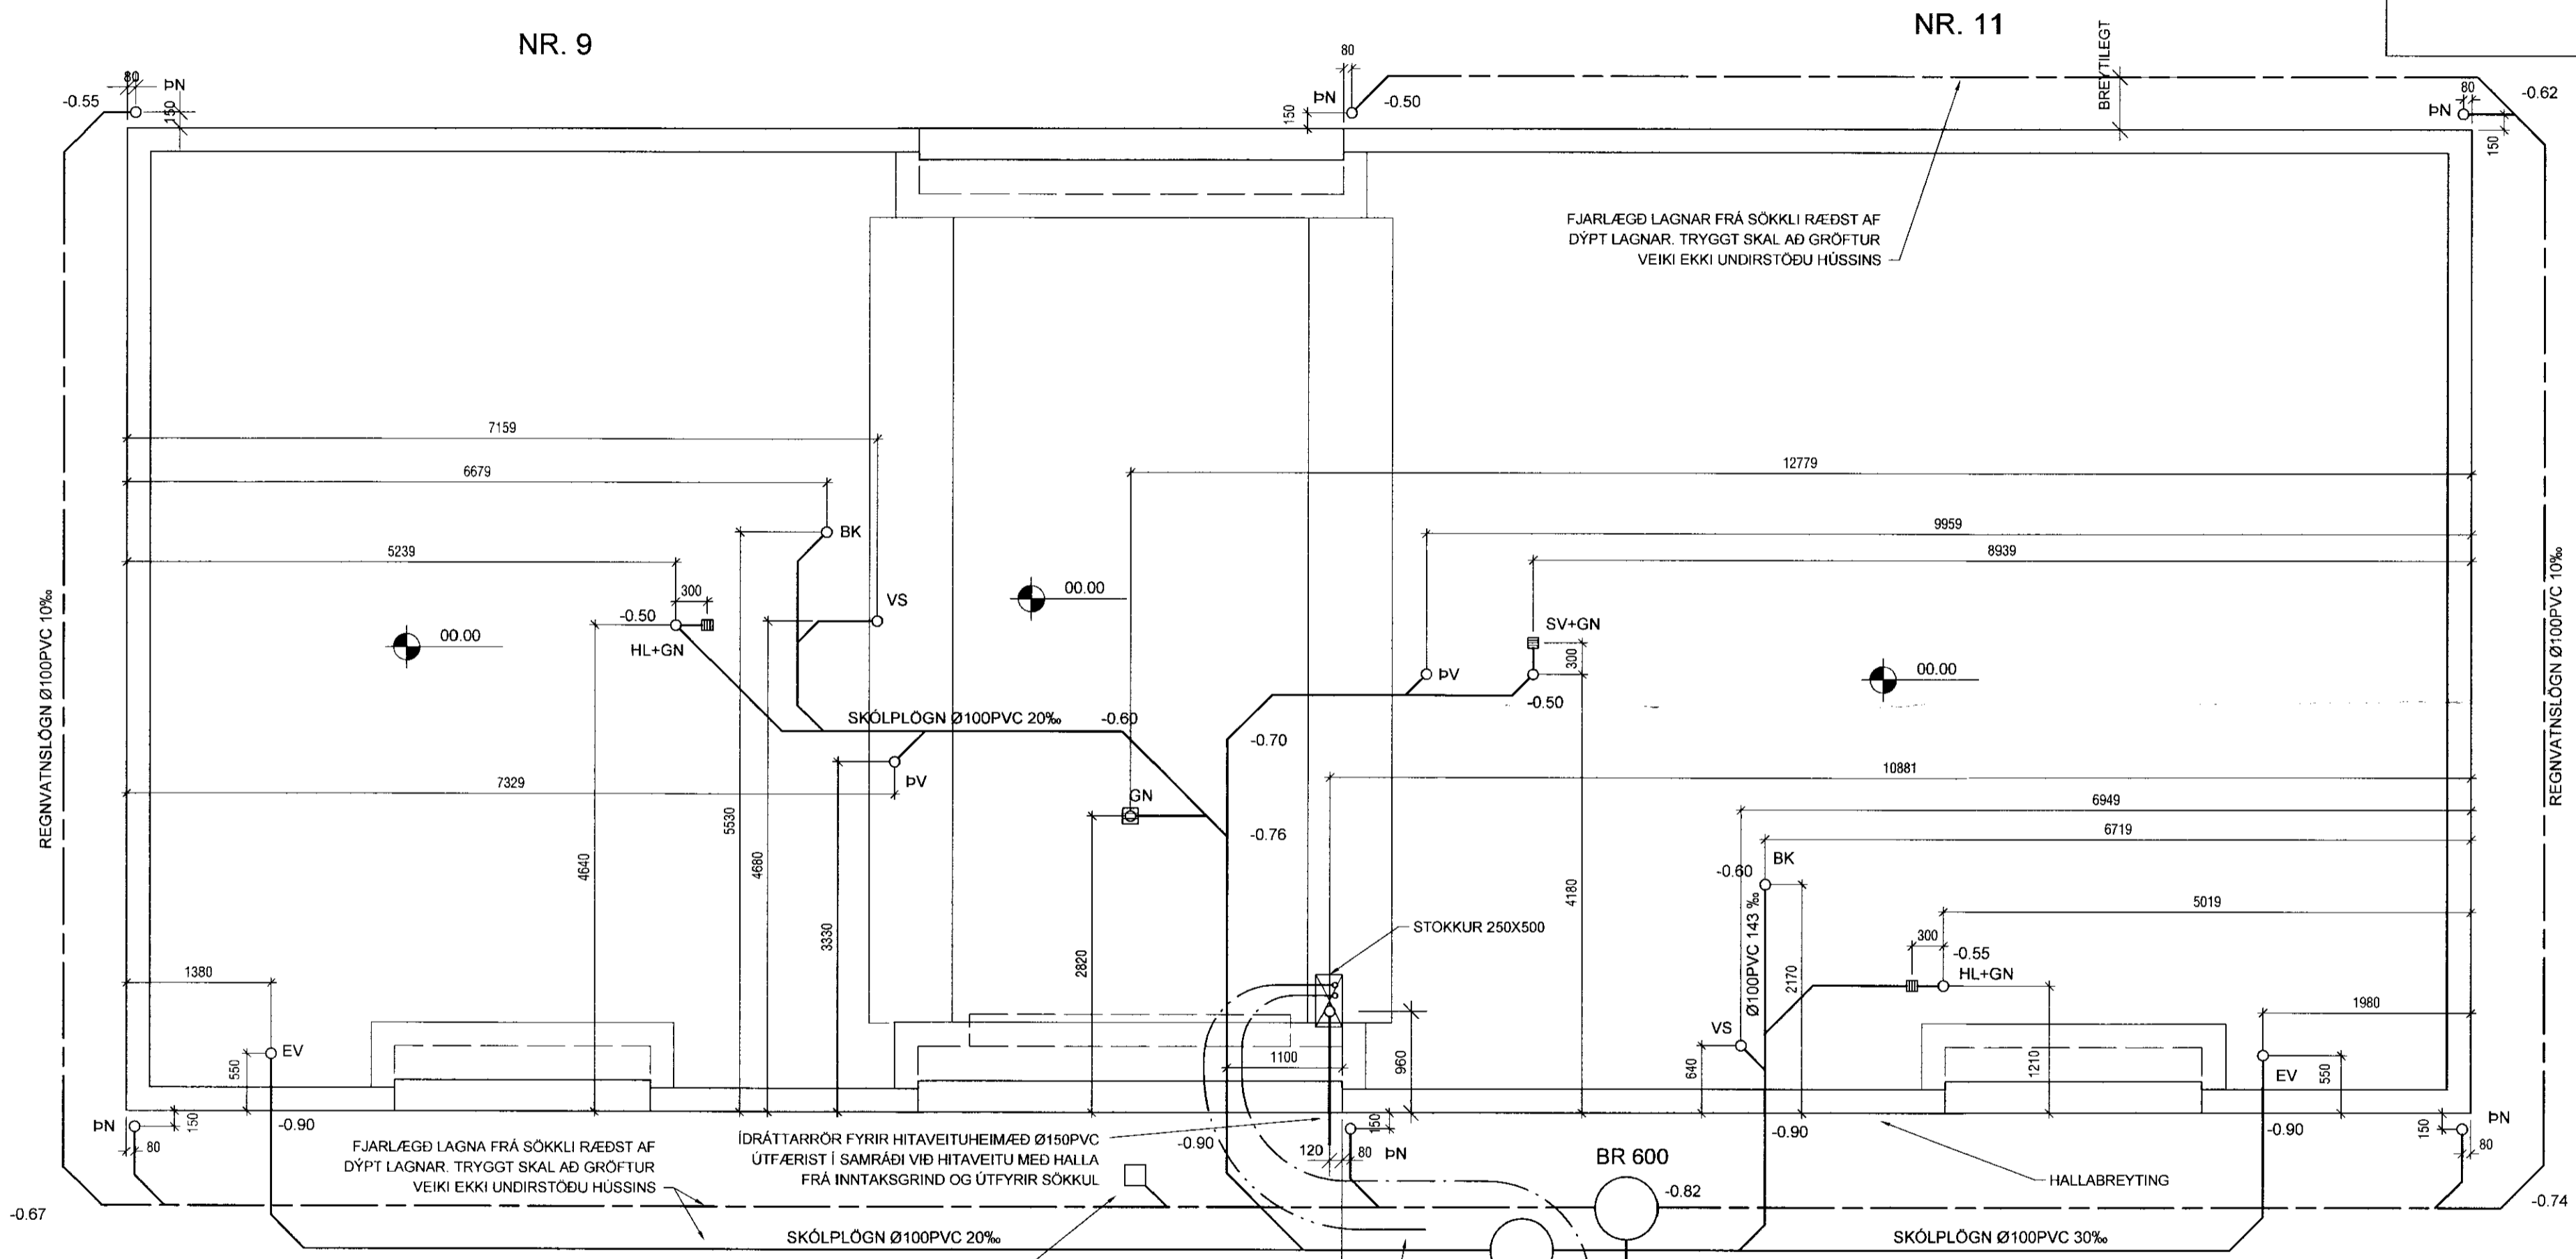 NR. 9
NR. 11
80
ÞN
-0.55
150
80
ÞN
-0.50
150
BREYTILEGT
80
-0.62
ÞN
150
FJARLÆGÐ LAGNAR FRÁ SÖKKLI RÆÐST AF
DÝPT LAGNAR. TRYGGT SKAL AÐ GRÖFTUR
VEIKI EKKI UNDIRSTÖÐU HÚSSINS
7159
6679
12779
BK
9959
5239
8939
300
-0.50
VS
00.00
00.00
HL+GN
SV+GN
300
ÞV
-0.50
00.00
REGNVATNSLÖGN Ø100PVC 10‰
REGNVATNSLÖGN Ø100PVC 10‰
SKÓLPLÖGN Ø100PVC 20‰
-0.60
-0.70
7329
ÞV
10881
GN
6949
5530
-0.76
6719
4640
4680
BK
-0.60
3330
4180
5019
STOKKUR 250X500
Ø100PVC 143 ‰
300
-0.55
HL+GN
1380
2820
2170
1980
VS
EV
550
1100
960
640
1210
EV
550
ÞN
150
-0.90
80
FJARLÆGÐ LAGNA FRÁ SÖKKLI RÆÐST AF
DÝPT LAGNAR. TRYGGT SKAL AÐ GRÖFTUR
VEIKI EKKI UNDIRSTÖÐU HÚSSINS
ÍDRÁTTARRÖR FYRIR HITAVEITUHEIMÆÐ Ø150PVC
ÚTFÆRIST Í SAMRÁÐI VIÐ HITAVEITU MEÐ HALLA
FRÁ INNTAKSGRIND OG ÚTFYRIR SÖKKUL
-0.90
120
80
150
ÞN
BR 600
-0.82
-0.90
-0.90
150
ÞN
80
HALLABREYTING
-0.67
-0.74
SKÓLPLÖGN Ø100PVC 20‰
SKÓLPLÖGN Ø100PVC 30‰